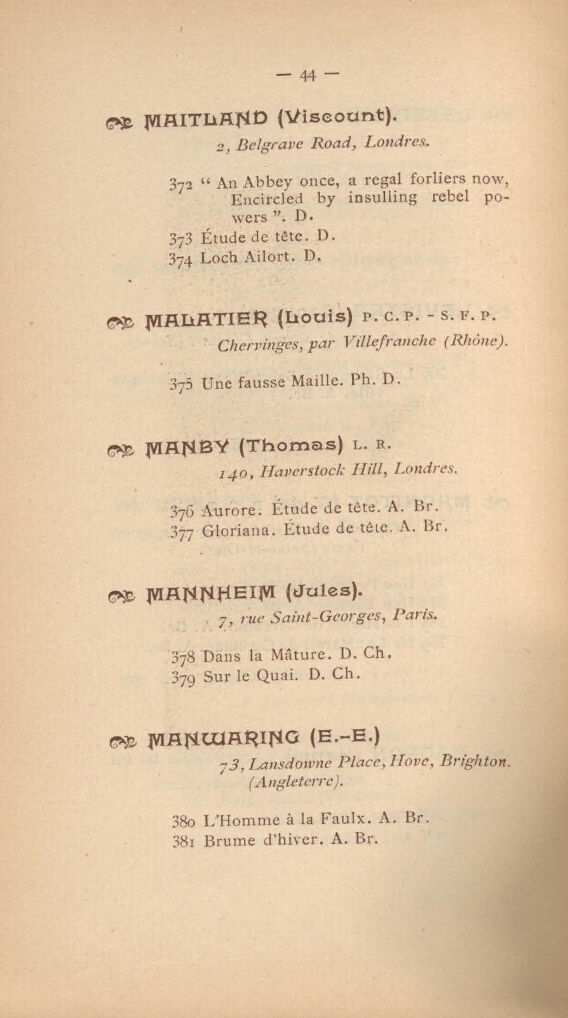 — 44 —
MAITLAND (Viscount).
2, Belgrave Road, Londres.
372 “ An Abbey once, a regal forliers now,
Encircled by insulling rebel po-
wers ”. D.
373 Étude de tête. D.
374 Loch Ailort. D.
MALATIER (Louis) P. C. P. - S. F. P.
Chervinges, par Villefranche (Rhône).
375 Une fausse Maille. Ph. D.
MANBY (Thomas) L. R.
140, Haverstock Hill, Londres.
376 Aurore. Étude de tête. A. Br.
377 Gloriana. Étude de tête. A. Br.
MANNHEIM (Jules).
7, rue Saint-Georges, Paris.
378 Dans la Mâture. D. Ch.
379 Sur le Quai. D. Ch.
MANWARING (E.-E.)
73, Lansdowne Place, Hove, Brighton.
(Angleterre).
380 L'Homme à la Faulx. A. Br.
381 Brume d'hiver. A. Br.